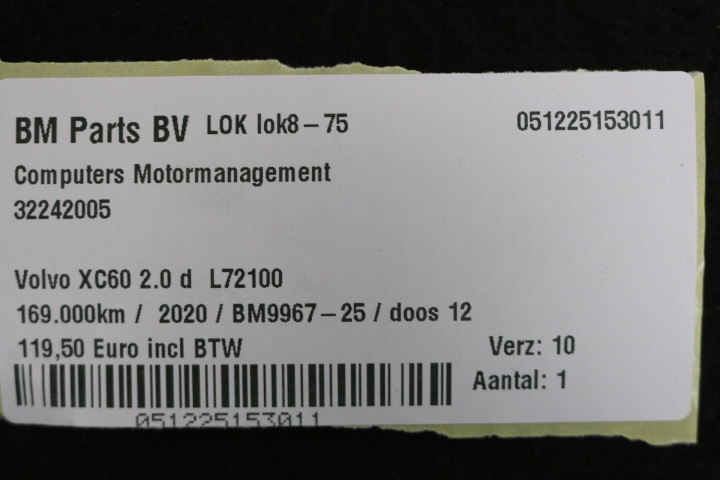 BM Parts BV LOK lok8-75 051225153011
Computers Motormanagement
32242005
Volvo XC60 2.0 d L72100
169.000km / 2020 / BM9967-25 / doos 12
119,50 Euro incl BTW Verz: 10
Aantal: 1
051225153011